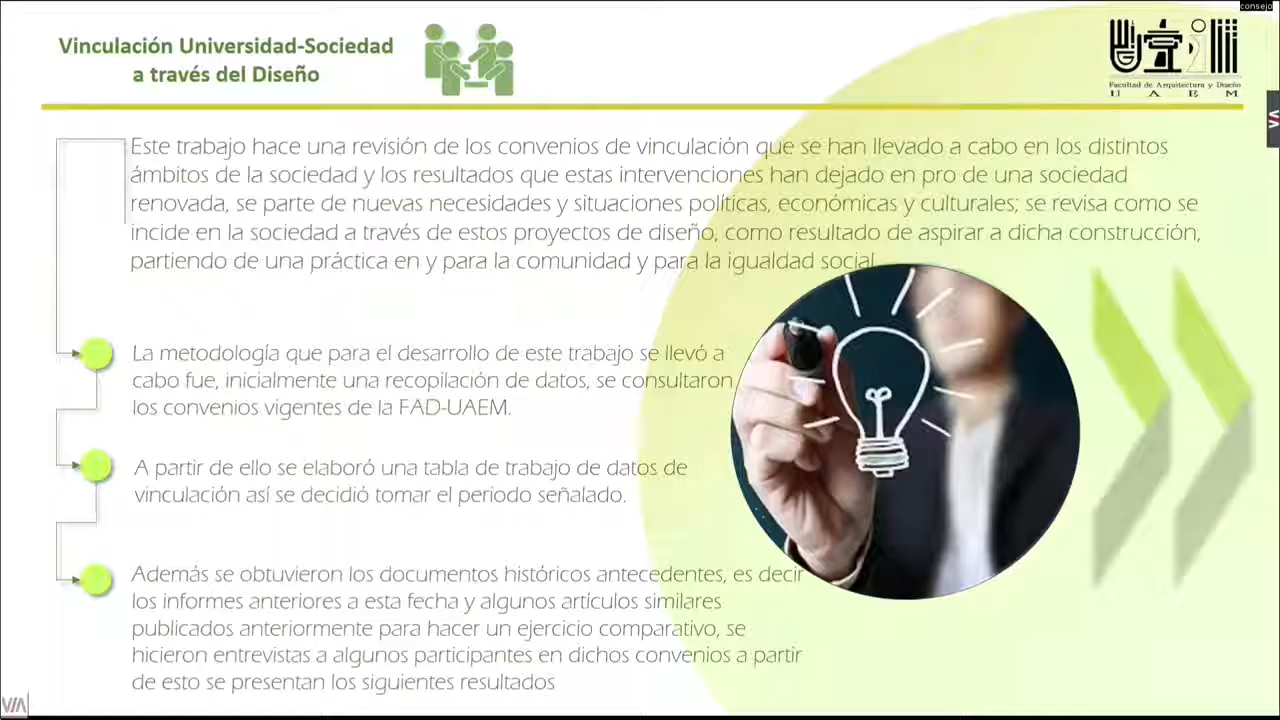 consejo
Vinculación Universidad-Sociedad
a través del Diseño
Facultad de Arquitectura y Diseño
U A E M
Este trabajo hace una revisión de los convenios de vinculación que se han llevado a cabo en los distintos
ámbitos de la sociedad y los resultados que estas intervenciones han dejado en pro de una sociedad
renovada, se parte de nuevas necesidades y situaciones políticas, económicas y culturales; se revisa como se
incide en la sociedad a través de estos proyectos de diseño, como resultado de aspirar a dicha construcción,
partiendo de una práctica en y para la comunidad y para la igualdad social
La metodología que para el desarrollo de este trabajo se llevó a
cabo fue, inicialmente una recopilación de datos, se consultaron
los convenios vigentes de la FAD-UAEM.
A partir de ello se elaboró una tabla de trabajo de datos de
vinculación así se decidió tomar el periodo señalado.
Además se obtuvieron los documentos históricos antecedentes, es decir
los informes anteriores a esta fecha y algunos artículos similares
publicados anteriormente para hacer un ejercicio comparativo, se
hicieron entrevistas a algunos participantes en dichos convenios a partir
de esto se presentan los siguientes resultados